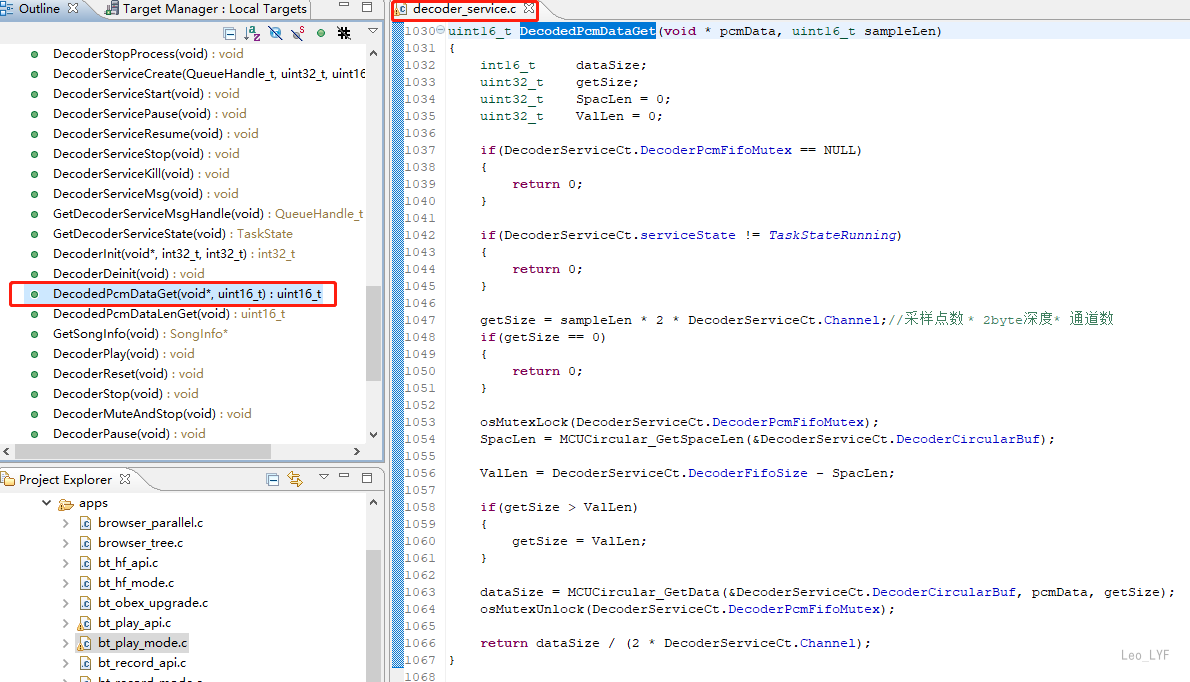 Outline
Target Manager : Local Targets
DecoderStopProcess(void) : void
DecoderServiceCreate(QueueHandle_t, uint32_t, uint16
DecoderServiceStart(void) : void
DecoderServicePause(void) : void
DecoderServiceResume(void) : void
DecoderServiceStop(void) : void
DecoderServiceKill(void) : void
DecoderServiceMsg(void) : void
GetDecoderServiceMsgHandle(void) : QueueHandle_t
GetDecoderServiceState(void) : TaskState
DecoderInit(void*, int32_t, int32_t) : int32_t
DecoderDeinit(void) : void
DecodedPcmDataGet(void*, uint16_t) : uint16_t
DecodedPcmDataLenGet(void) : uint16_t
GetSongInfo(void) : SongInfo*
DecoderPlay(void) : void
DecoderReset(void) : void
DecoderStop(void) : void
DecoderMuteAndStop(void) : void
DecoderPause(void) : void
Project Explorer
apps
browser_parallel.c
browser_tree.c
bt_hf_api.c
bt_hf_mode.c
bt_obex_upgrade.c
bt_play_api.c
bt_play_mode.c
bt_record_api.c
bt_record_mode.c
decoder_service.c
1030 uint16_t DecodedPcmDataGet(void * pcmData, uint16_t sampleLen)
1031 {
1032 int16_t dataSize;
1033 uint32_t getSize;
1034 uint32_t SpacLen = 0;
1035 uint32_t ValLen = 0;
1036
1037 if(DecoderServiceCt.DecoderPcmFifoMutex == NULL)
1038 {
1039 return 0;
1040 }
1041
1042 if(DecoderServiceCt.serviceState != TaskStateRunning)
1043 {
1044 return 0;
1045 }
1046
1047 getSize = sampleLen * 2 * DecoderServiceCt.Channel;//采样点数 * 2byte深度* 通道数
1048 if(getSize == 0)
1049 {
1050 return 0;
1051 }
1052
1053 osMutexLock(DecoderServiceCt.DecoderPcmFifoMutex);
1054 SpacLen = MCUCircular_GetSpaceLen(&DecoderServiceCt.DecoderCircularBuf);
1055
1056 ValLen = DecoderServiceCt.DecoderFifoSize - SpacLen;
1057
1058 if(getSize > ValLen)
1059 {
1060 getSize = ValLen;
1061 }
1062
1063 dataSize = MCUCircular_GetData(&DecoderServiceCt.DecoderCircularBuf, pcmData, getSize);
1064 osMutexUnlock(DecoderServiceCt.DecoderPcmFifoMutex);
1065
1066 return dataSize / (2 * DecoderServiceCt.Channel);
1067 }
1068
Leo_LYF